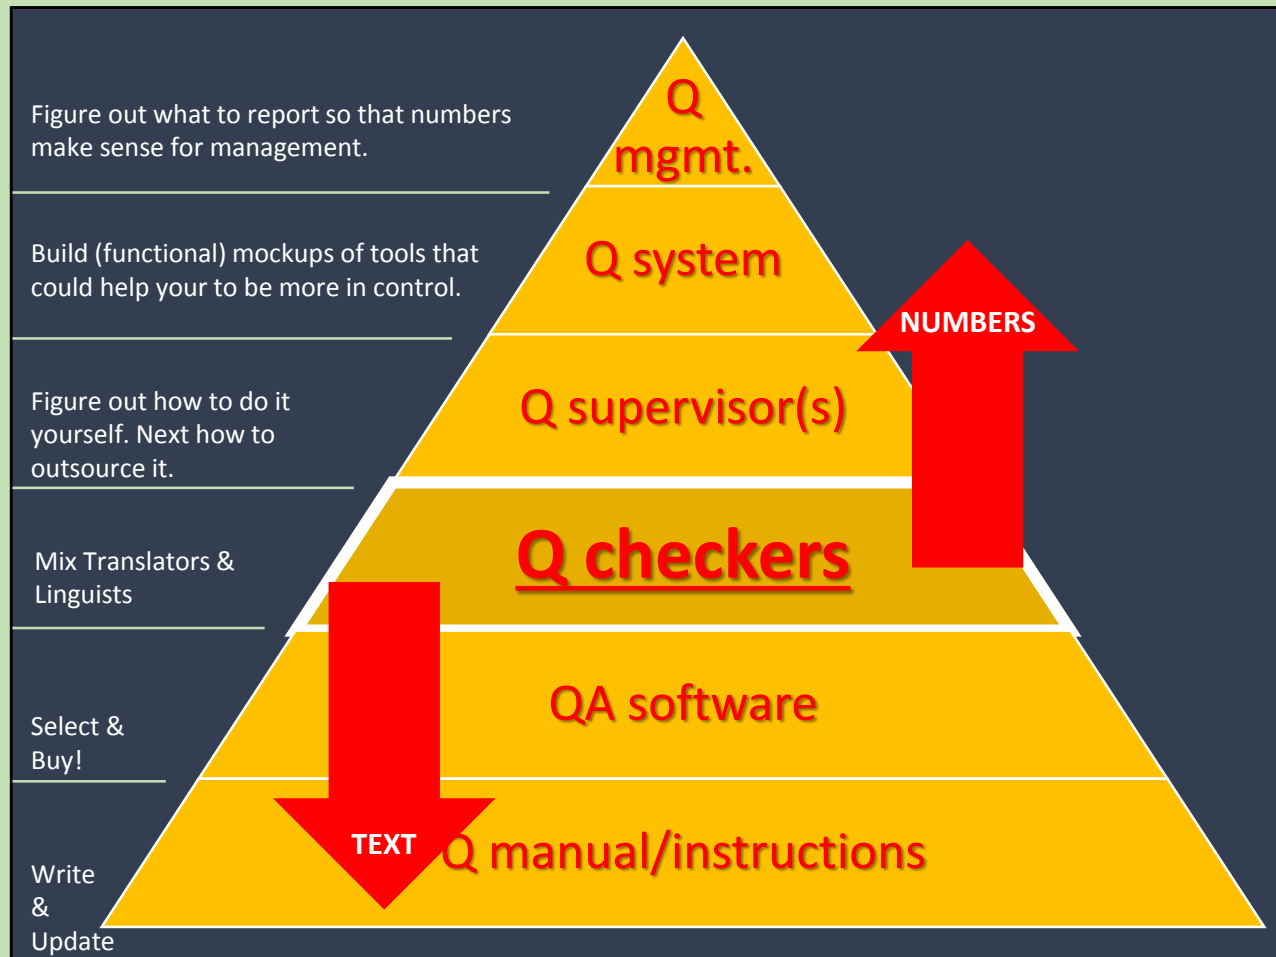 Figure out what to report so that numbers
make sense for management.
Q
mgmt.
Build (functional) mockups of tools that
could help your to be more in control.
Q system
NUMBERS
Figure out how to do it
yourself. Next how to
outsource it.
Q supervisor(s)
Mix Translators &
Linguists
Q checkers
Select &
Buy!
QA software
TEXT
Write
&
Update
Q manual/instructions